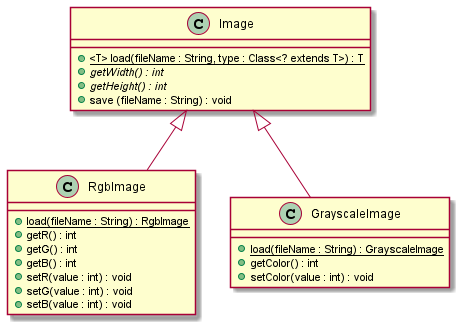 C Image
<T> load(fileName : String, type : Class<? extends T>) : T
getWidth() : int
getHeight() : int
save (fileName : String) : void
C RgbImage
load(fileName : String) : RgbImage
getR() : int
getG() : int
getB() : int
setR(value : int) : void
setG(value : int) : void
setB(value : int) : void
C GrayscaleImage
load(fileName : String) : GrayscaleImage
getColor() : int
setColor(value : int) : void